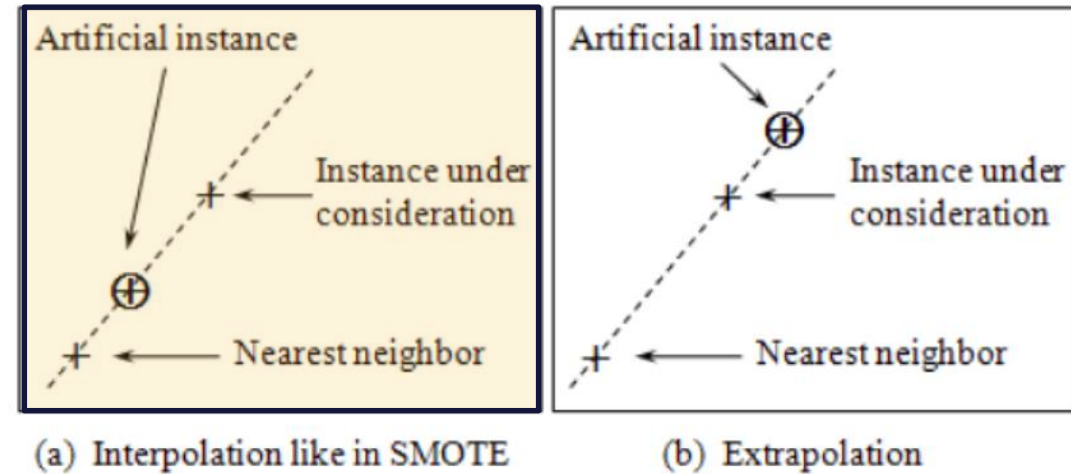 Artificial instance
Instance under
consideration
Nearest neighbor
(a) Interpolation like in SMOTE
Artificial instance
Instance under
consideration
Nearest neighbor
(b) Extrapolation